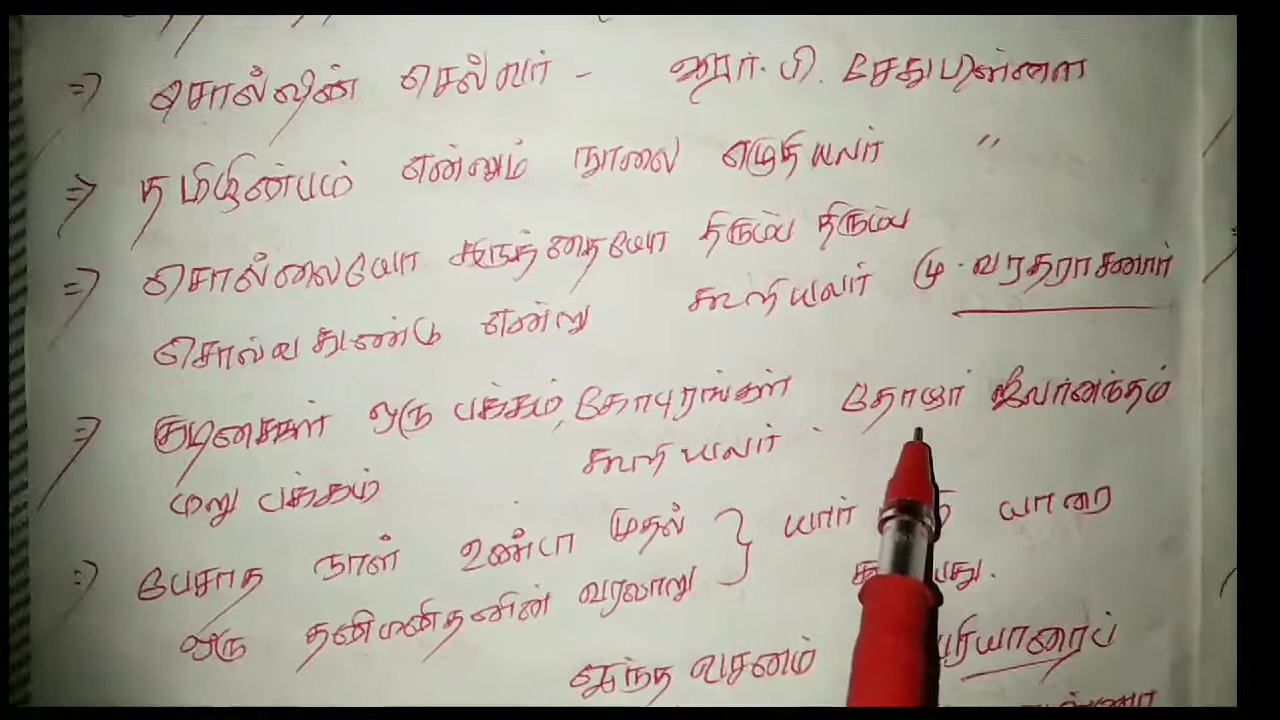 => சொல்லின் செல்வர் - ஆர். பி. சேதுபிள்ளை
=> தமிழின்பம் என்னும் நூலை எழுதியவர் "
=> சொல்லையோ கருத்தையோ திரும்ப திரும்ப
சொல்வதுண்டு என்று கூறியவர் மு. வரதராசனார்
=> குடிசைகள் ஒரு பக்கம், கோபுரங்கள் தோழர் ஜீவானந்தம்
மறு பக்கம் கூறியவர்
=> பேசாத நாள் உண்டா முதல் } யார் யாரை
ஒரு தனிமனிதனின் வரலாறு
இந்த வசனம்